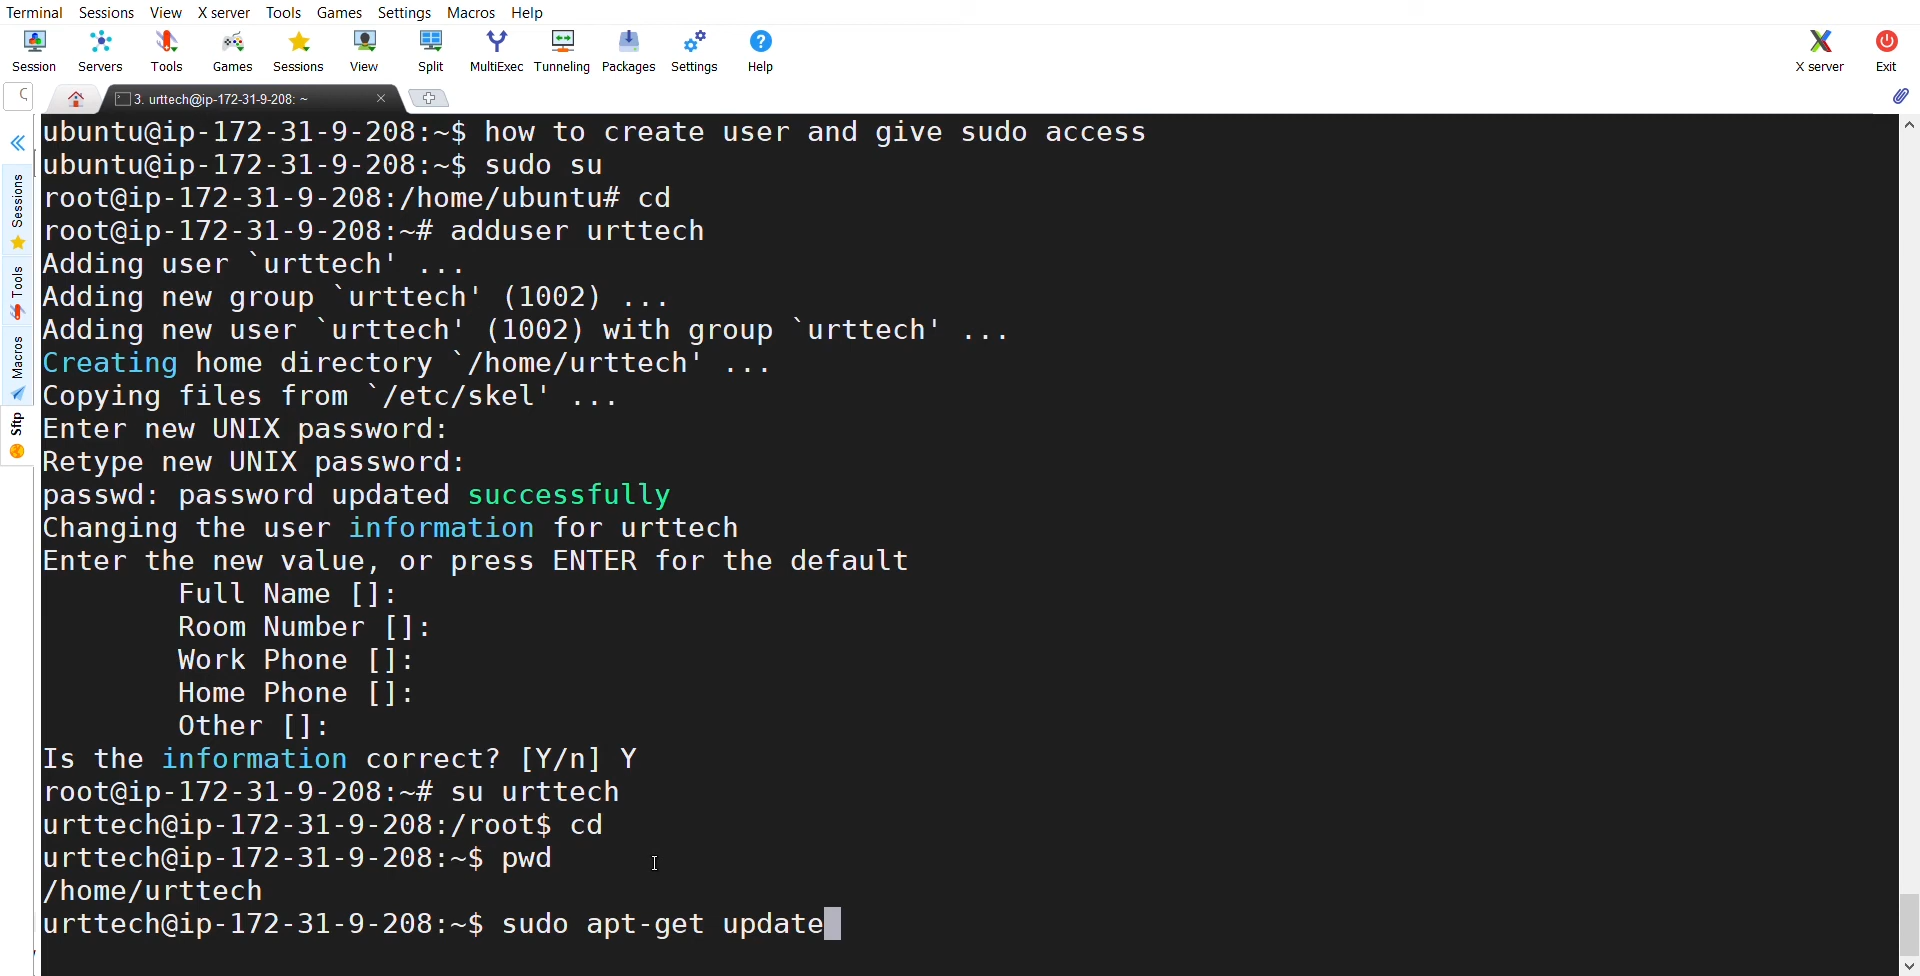 Terminal Sessions View X server Tools Games Settings Macros Help
Session Servers Tools Games Sessions View Split MultiExec Tunneling Packages Settings Help X server Exit
3. urttech@ip-172-31-9-208: ~
Sessions
Tools
Macros
Sftp
ubuntu@ip-172-31-9-208:~$ how to create user and give sudo access
ubuntu@ip-172-31-9-208:~$ sudo su
root@ip-172-31-9-208:/home/ubuntu# cd
root@ip-172-31-9-208:~# adduser urttech
Adding user `urttech' ...
Adding new group `urttech' (1002) ...
Adding new user `urttech' (1002) with group `urttech' ...
Creating home directory `/home/urttech' ...
Copying files from `/etc/skel' ...
Enter new UNIX password:
Retype new UNIX password:
passwd: password updated successfully
Changing the user information for urttech
Enter the new value, or press ENTER for the default
Full Name []:
Room Number []:
Work Phone []:
Home Phone []:
Other []:
Is the information correct? [Y/n] Y
root@ip-172-31-9-208:~# su urttech
urttech@ip-172-31-9-208:/root$ cd
urttech@ip-172-31-9-208:~$ pwd
/home/urttech
urttech@ip-172-31-9-208:~$ sudo apt-get update